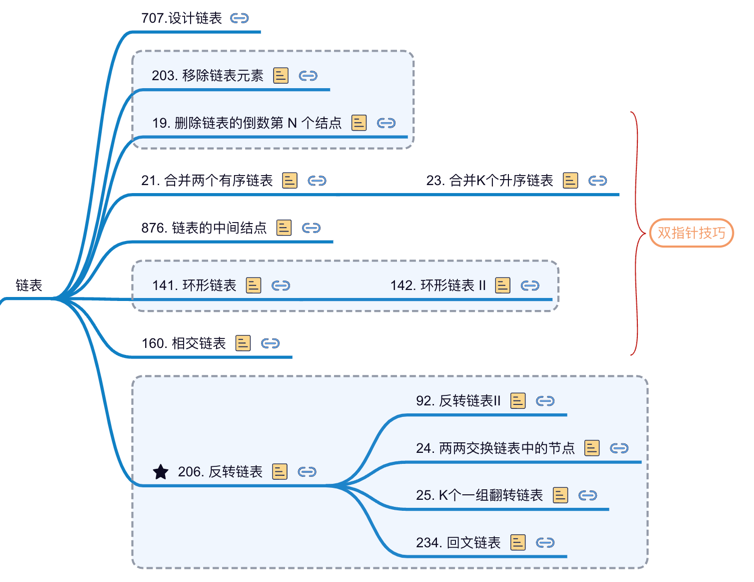 707.设计链表
203. 移除链表元素
19. 删除链表的倒数第 N 个结点
21. 合并两个有序链表
23. 合并K个升序链表
876. 链表的中间结点
双指针技巧
链表
141. 环形链表
142. 环形链表 II
160. 相交链表
206. 反转链表
92. 反转链表II
24. 两两交换链表中的节点
25. K个一组翻转链表
234. 回文链表